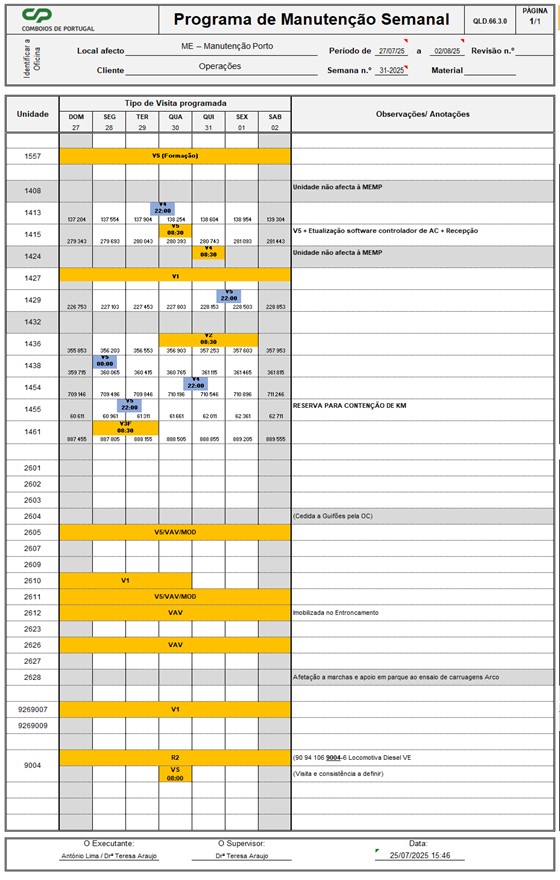 CP
COMBOIOS DE PORTUGAL
Programa de Manutenção Semanal
QLD.66.3.0
PÁGINA
1/1
Identificar a Oficina
Local afecto ME – Manutenção Porto Período de 27/07/25 a 02/08/25 Revisão n.º
Cliente Operações Semana n.º 31-2025 Material
Unidade Tipo de Visita programada Observações/ Anotações
DOM SEG TER QUA QUI SEX SAB
27 28 29 30 31 01 02
1557 V5 (Formação)
1408 Unidade não afecta à MEMP
1413 V4 22:00
137 204 137 554 137 904 138 254 138 604 138 954 139 304
1415 V5 08:30 V5 + Etualização software controlador de AC + Recepção
279 343 279 693 280 043 280 393 280 743 281 093 281 443
1424 V4 08:30 Unidade não afecta à MEMP
1427 V1
1429 V5 22:00
226 753 227 103 227 453 227 803 228 153 228 503 228 853
1432
1436 V2 08:30
355 853 356 203 356 553 356 903 357 253 357 603 357 953
1438 V5 00:00
359 715 360 065 360 415 360 765 361 115 361 465 361 815
1454 V4 22:00
709 146 709 496 709 846 710 196 710 546 710 896 711 246
1455 V5 22:00 RESERVA PARA CONTENÇÃO DE KM
60 611 60 961 61 311 61 661 62 011 62 361 62 711
1461 V3F 08:30
887 455 887 805 888 155 888 505 888 855 889 205 889 555
2601
2602
2603
2604 (Cedida a Guifões pela OC)
2605 V5/VAV/MOD
2607
2609
2610 V1
2611 V5/VAV/MOD
2612 VAV Imobilizada no Entroncamento
2623
2626 VAV
2627
2628 Afetação a marchas e apoio em parque ao ensaio de carruagens Arco
9269007 V1
9269009
9004 R2 (90 94 106 9004-6 Locomotiva Diesel VE
V5 08:00 (Visita e consistência a definir)
O Executante: O Supervisor: Data:
António Lima / Drª Teresa Araujo Drª Teresa Araujo 25/07/2025 15:46